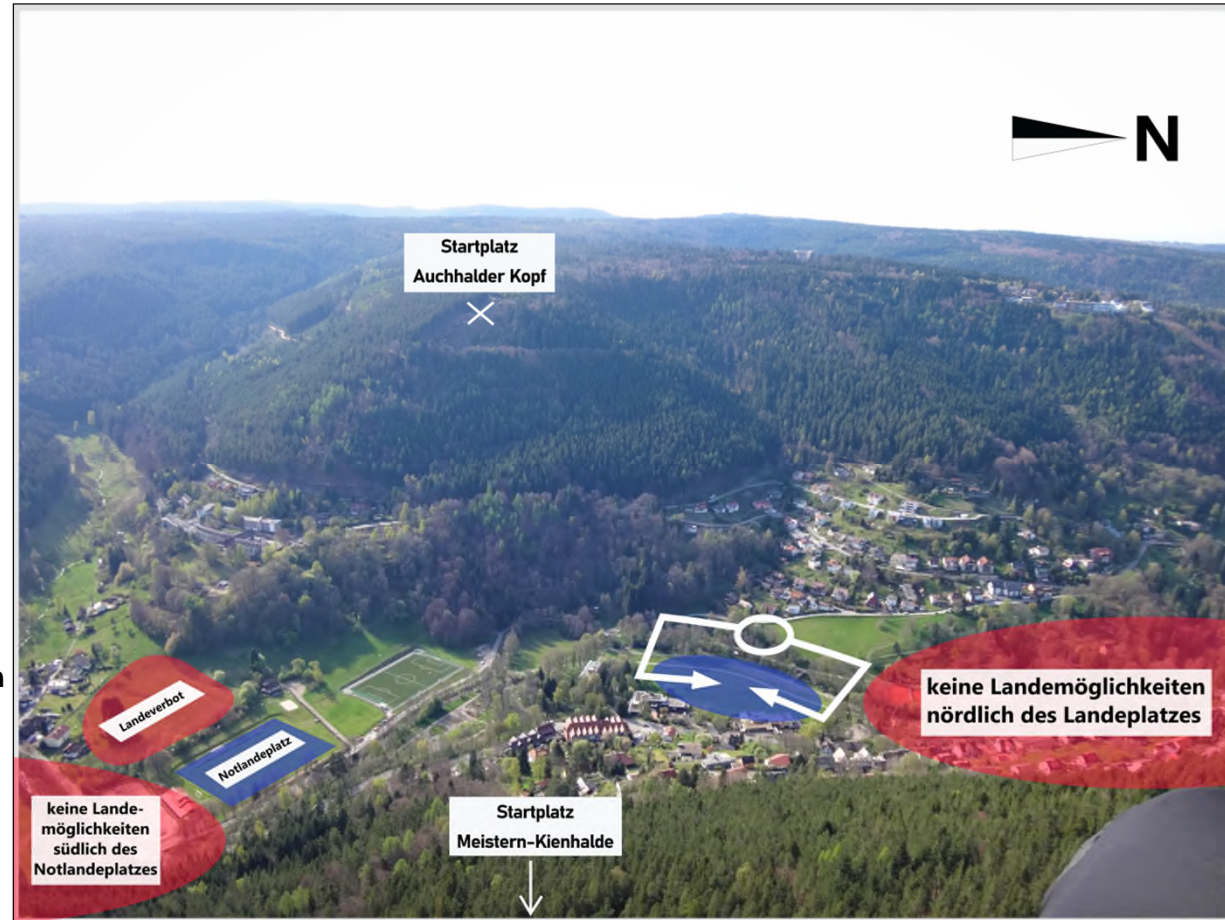 N
Startplatz
Auchhalder Kopf
n
Landeverbot
Notlandeplatz
keine Landemöglichkeiten
nördlich des Landeplatzes
keine Lande-
möglichkeiten
südlich des
Notlandeplatzes
Startplatz
Meistern-Kienhalde